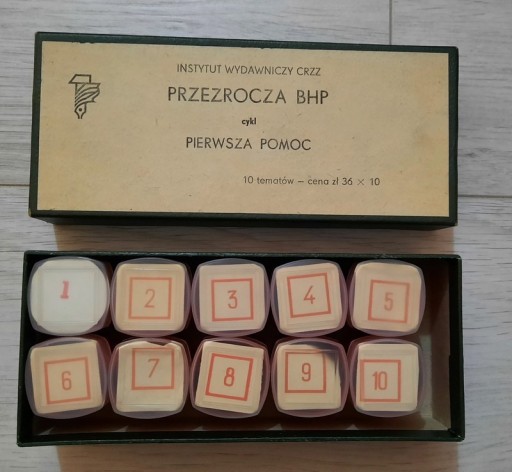 INSTYTUT WYDAWNICZY CRZZ
PRZEZROCZA BHP
cykl
PIERWSZA POMOC
10 tematów — cena zł 36 × 10
1 2 3 4 5
6 7 8 9 10